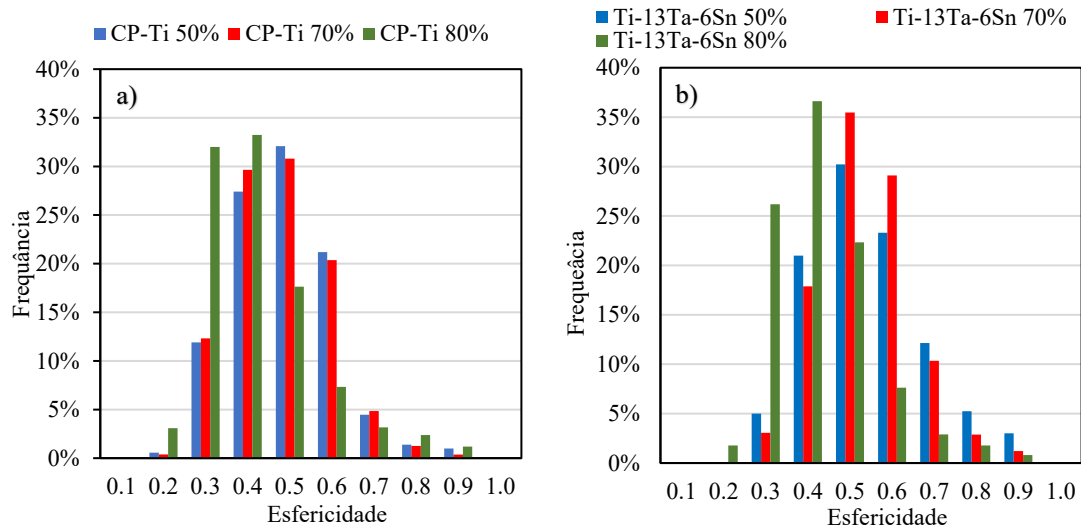 CP-Ti 50% CP-Ti 70% CP-Ti 80%
a)
40%
35%
30%
25%
20%
15%
10%
5%
0%
Frequância
0.1 0.2 0.3 0.4 0.5 0.6 0.7 0.8 0.9 1.0
Esfericidade
Ti-13Ta-6Sn 50% Ti-13Ta-6Sn 70%
Ti-13Ta-6Sn 80%
b)
40%
35%
30%
25%
20%
15%
10%
5%
0%
Frequeâcia
0.1 0.2 0.3 0.4 0.5 0.6 0.7 0.8 0.9 1.0
Esfericidade